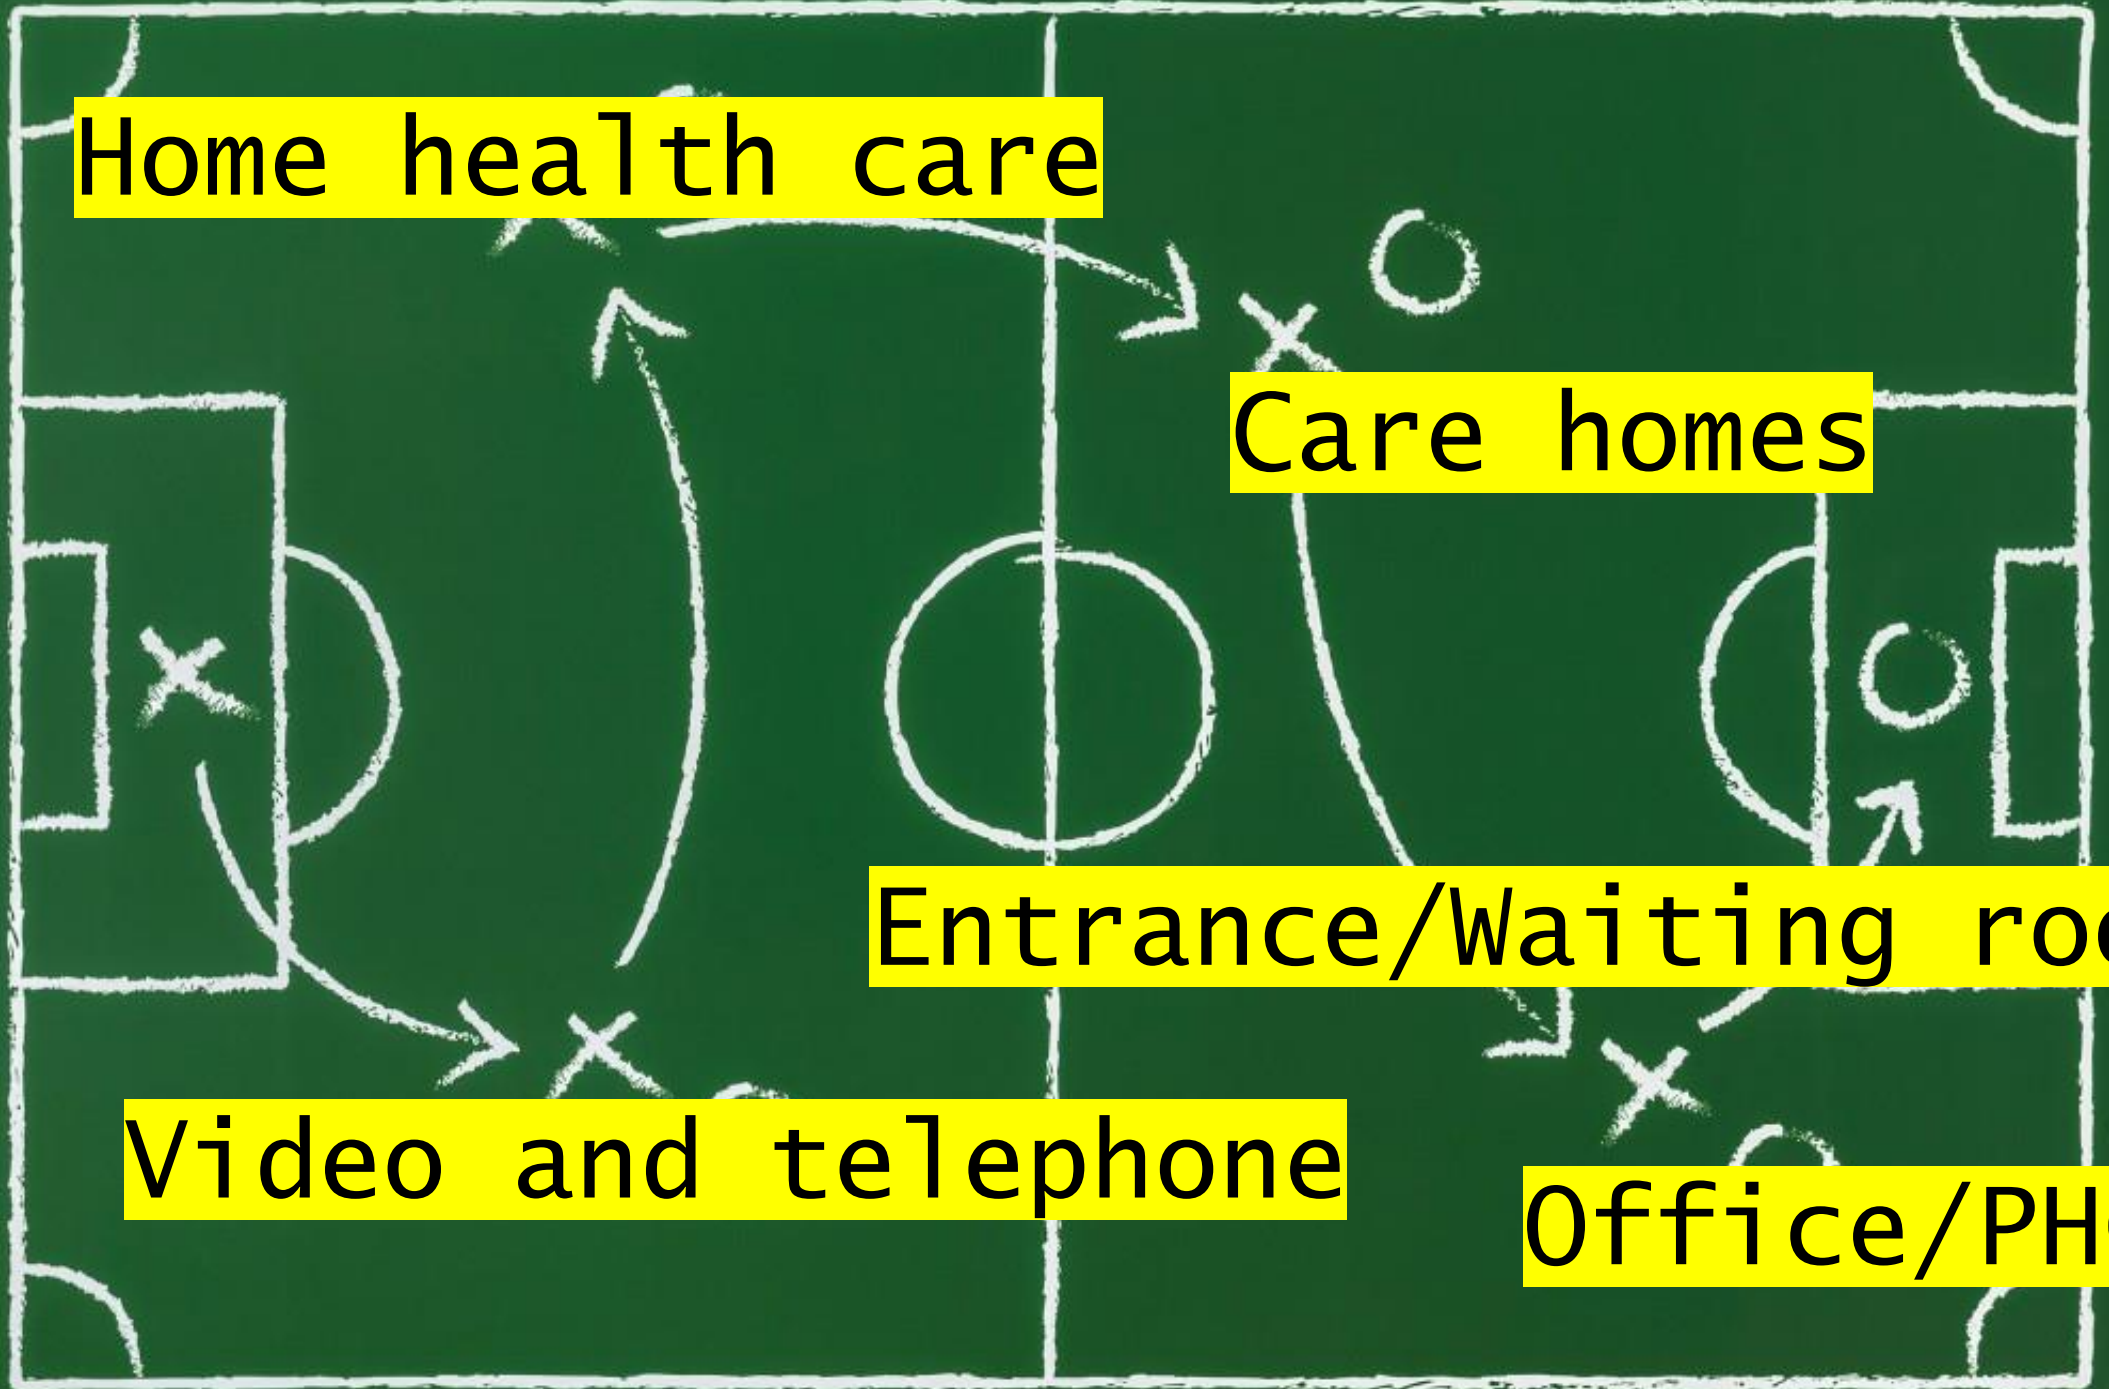 Home health care
Care homes
Entrance/Waiting
Video and telephone
Office/